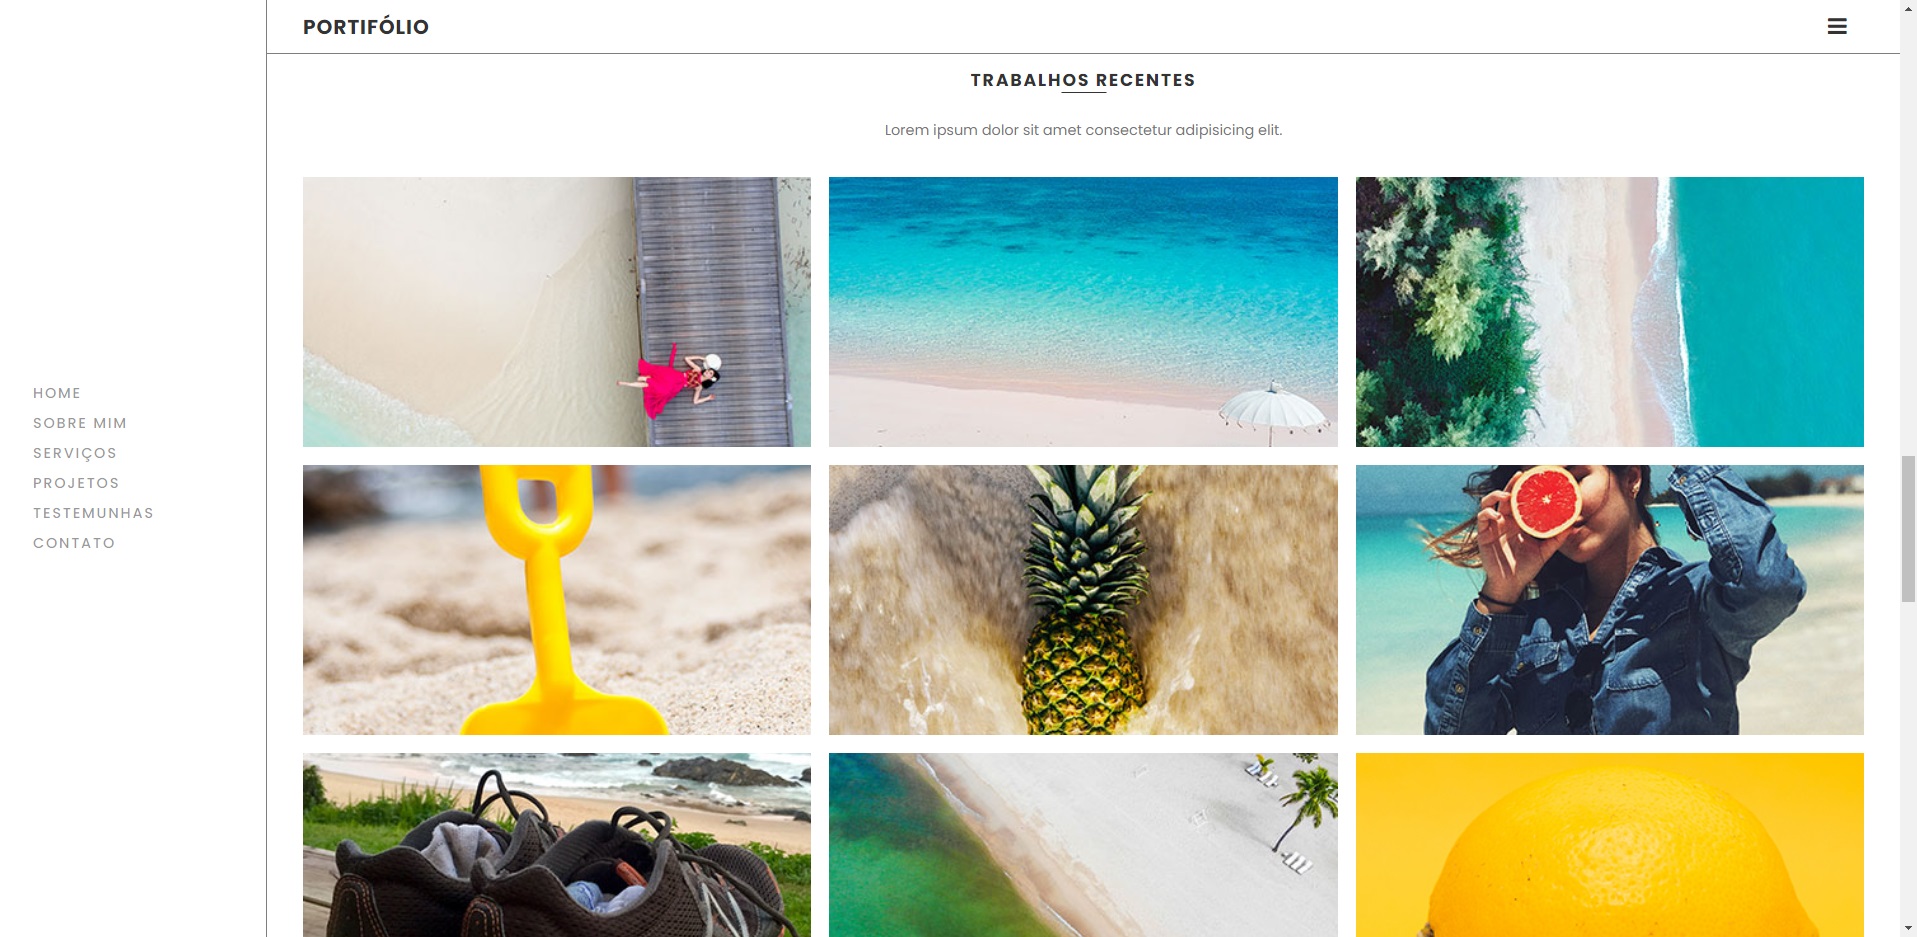 PORTIFÓLIO
TRABALHOS RECENTES
Lorem ipsum dolor sit amet consectetur adipisicing elit.
HOME
SOBRE MIM
SERVIÇOS
PROJETOS
TESTEMUNHAS
CONTATO